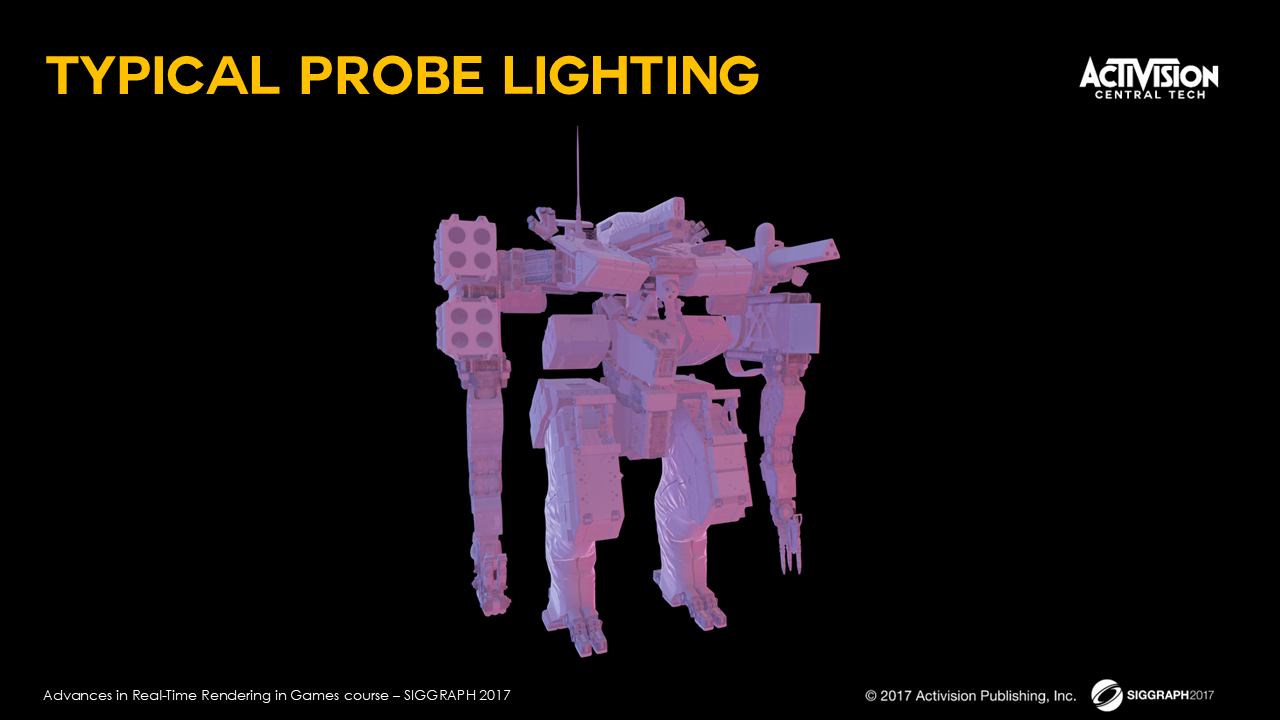 TYPICAL PROBE LIGHTING
ACTIVISION
CENTRAL TECH
Advances in Real-Time Rendering in Games course – SIGGRAPH 2017
© 2017 Activision Publishing, Inc.
SIGGRAPH2017